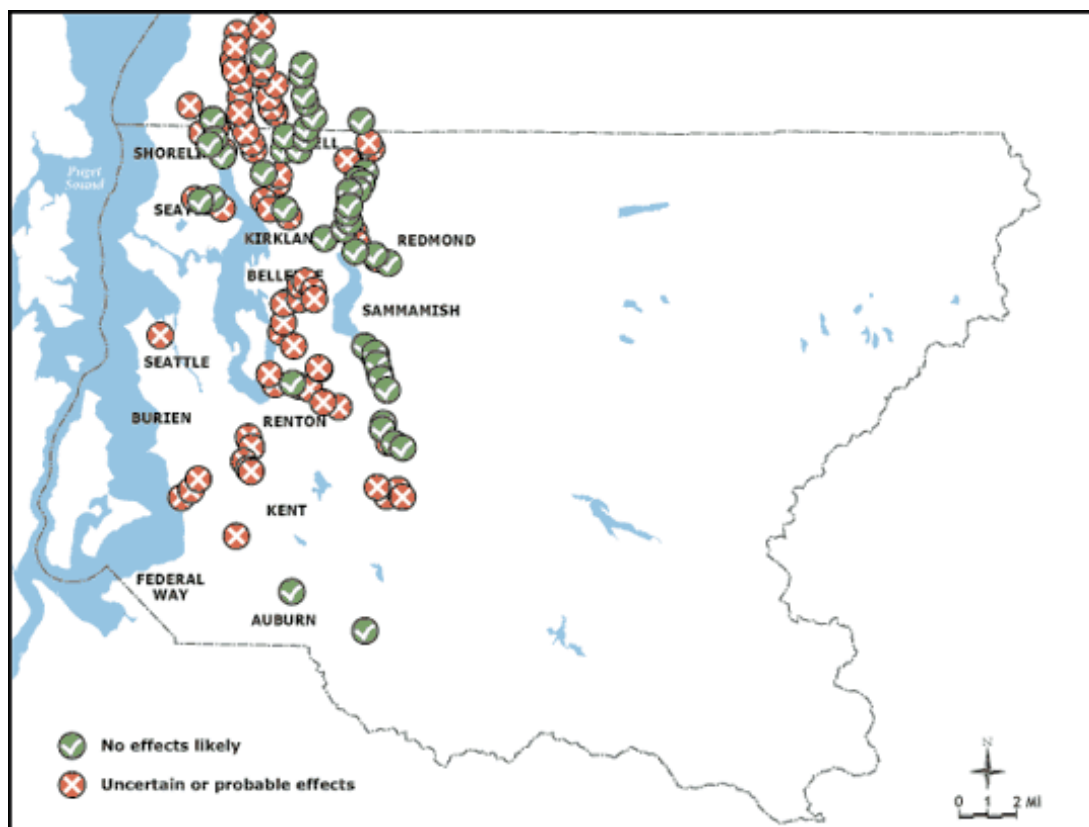 Puget
Sound
SHORELI
ELL
SEAT
KIRKLAN
REDMOND
BELLE E
SAMMAMISH
SEATTLE
BURIEN
RENTON
KENT
FEDERAL
WAY
AUBURN
No effects likely
Uncertain or probable effects
N
0 1 2 Mi